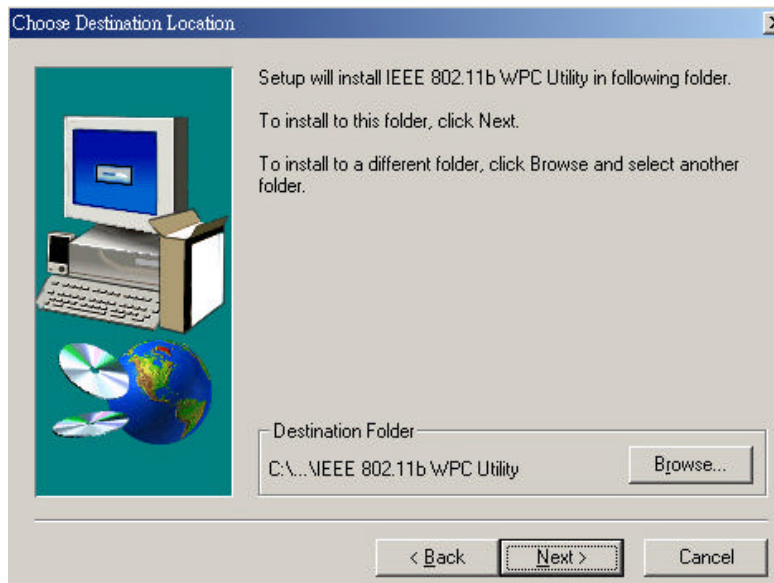 Choose Destination Location
Setup will install IEEE 802.11b WPC Utility in following folder.
To install to this folder, click Next.
To install to a different folder, click Browse and select another
folder.
Destination Folder
C:\...\IEEE 802.11b WPC Utility
Browse...
< Back
Next >
Cancel